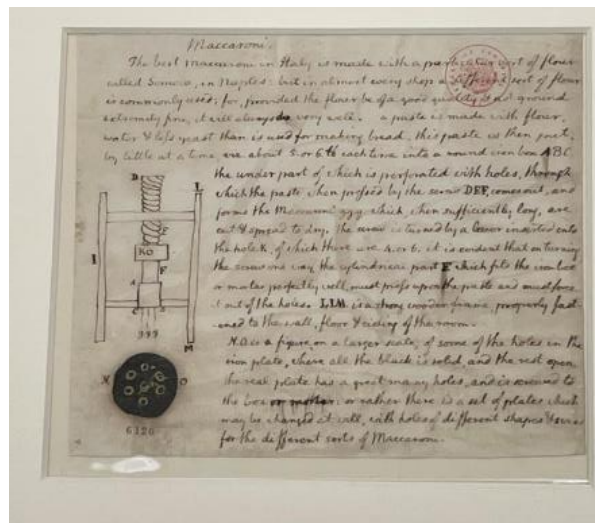 Maccaroni.
The best maccaroni in Italy is made with a particular sort of flour
called Semola, in Naples: but in almost every shop a different sort of flour
is commonly used; for, provided the flour be of a good quality, & not ground
extremely fine, it will always do very well. a paste is made with flour,
water & less yeast than is used for making bread. this paste is then put,
by little at a time, viz. about 5. or 6. ℔ each time into a round iron box ABC.
the under part of which is perforated with holes, through
which the paste, when pressed by the screw DEF, comes out, and
forms the Maccaroni ggg which, when sufficiently long, are
cut & spread to dry. The screw is turned by a lever inserted into
the hole K, of which there are 4. or 6. it is evident that on turning
the screw one way, the cylindrical part F. which fits the iron box
or mortar perfectly well, must press upon the paste and must force
it out of the holes. LLM. is a strong wooden frame, properly fast-
ened to the wall, floor & cieling of the room.
N.O. is a figure, on a larger scale, of some of the holes in the
iron plate, where all the black is solid, and the rest open.
the real plate has a great many holes, and is screwed to
the box or mortar: or rather there is a set of plates which
may be changed at will, with holes of different shapes & sizes
for the different sorts of Maccaroni.
D
L
I
E
KO
F
A
C
ggg
M
N
O
6126